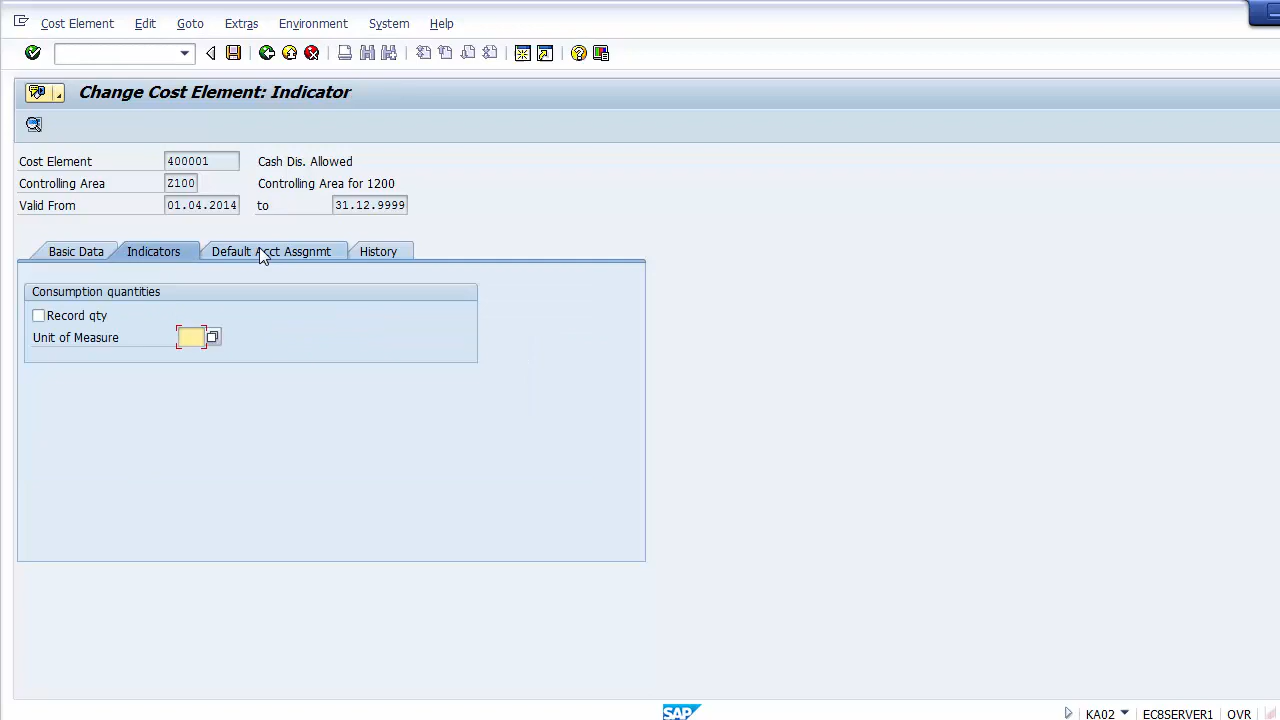 Cost Element Edit Goto Extras Environment System Help
Change Cost Element: Indicator
Cost Element 400001 Cash Dis. Allowed
Controlling Area Z100 Controlling Area for 1200
Valid From 01.04.2014 to 31.12.9999
Basic Data Indicators Default Acct Assgnmt History
Consumption quantities
Record qty
Unit of Measure
SAP KA02 EC8SERVER1 OVR